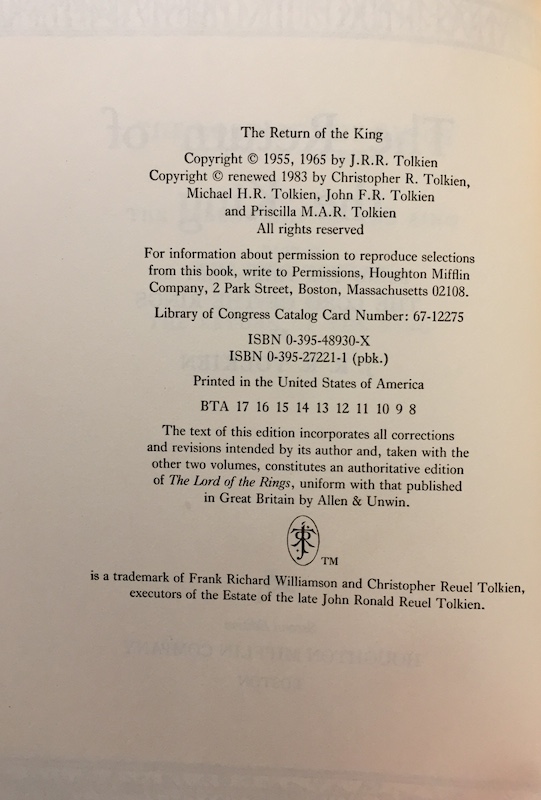 The Return of the King
Copyright © 1955, 1965 by J.R.R. Tolkien
Copyright © renewed 1983 by Christopher R. Tolkien,
Michael H.R. Tolkien, John F.R. Tolkien
and Priscilla M.A.R. Tolkien
All rights reserved
For information about permission to reproduce selections
from this book, write to Permissions, Houghton Mifflin
Company, 2 Park Street, Boston, Massachusetts 02108.
Library of Congress Catalog Card Number: 67-12275
ISBN 0-395-48930-X
ISBN 0-395-27221-1 (pbk.)
Printed in the United States of America
BTA 17 16 15 14 13 12 11 10 9 8
The text of this edition incorporates all corrections
and revisions intended by its author and, taken with the
other two volumes, constitutes an authoritative edition
of The Lord of the Rings, uniform with that published
in Great Britain by Allen & Unwin.
TM
is a trademark of Frank Richard Williamson and Christopher Reuel Tolkien,
executors of the Estate of the late John Ronald Reuel Tolkien.